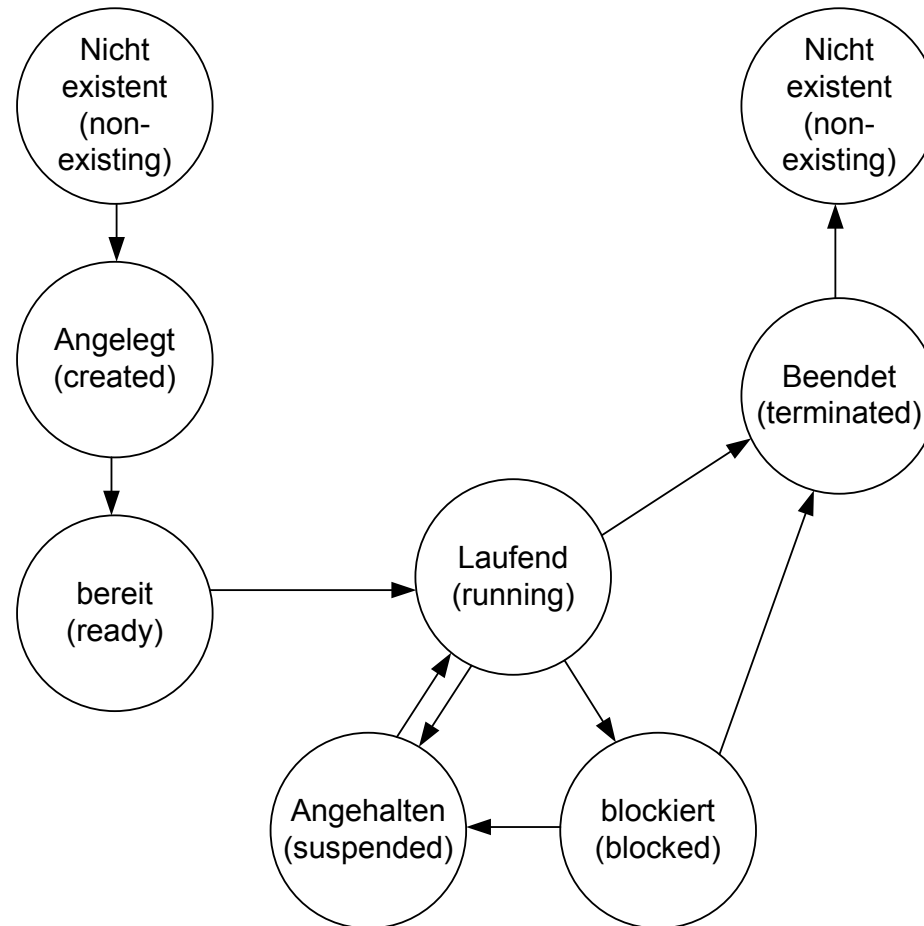 Nicht
existent
(non-
existing)
Nicht
existent
(non-
existing)
Angelegt
(created)
Beendet
(terminated)
Laufend
(running)
bereit
(ready)
Angehalten
(suspended)
blockiert
(blocked)